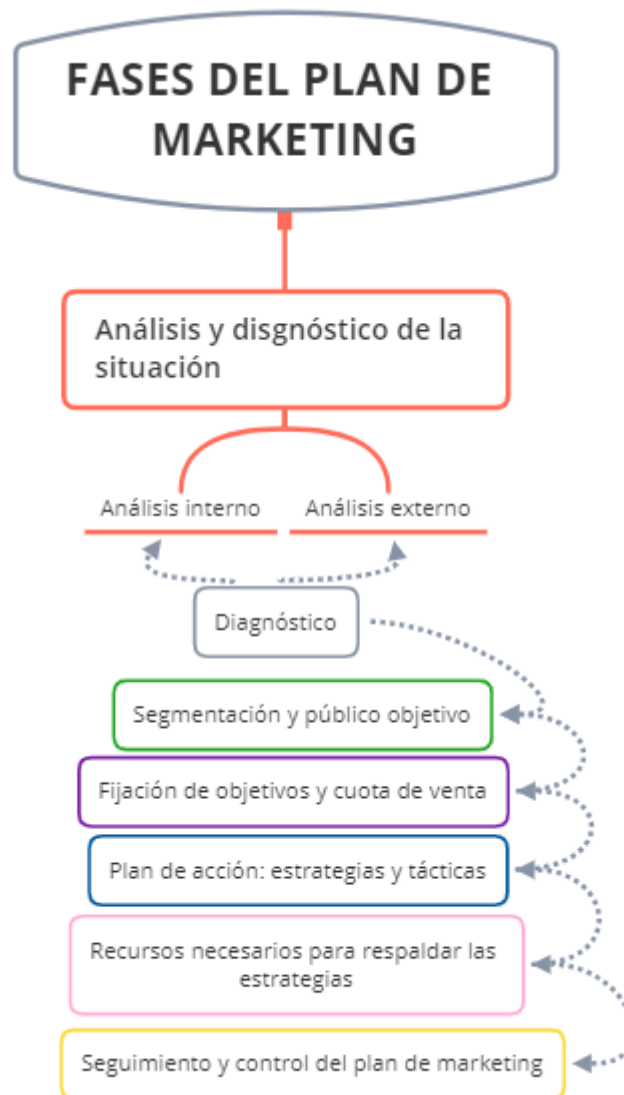 FASES DEL PLAN DE
MARKETING
Análisis y disgnóstico de la
situación
Análisis interno
Análisis externo
Diagnóstico
Segmentación y público objetivo
Fijación de objetivos y cuota de venta
Plan de acción: estrategias y tácticas
Recursos necesarios para respaldar las
estrategias
Seguimiento y control del plan de marketing